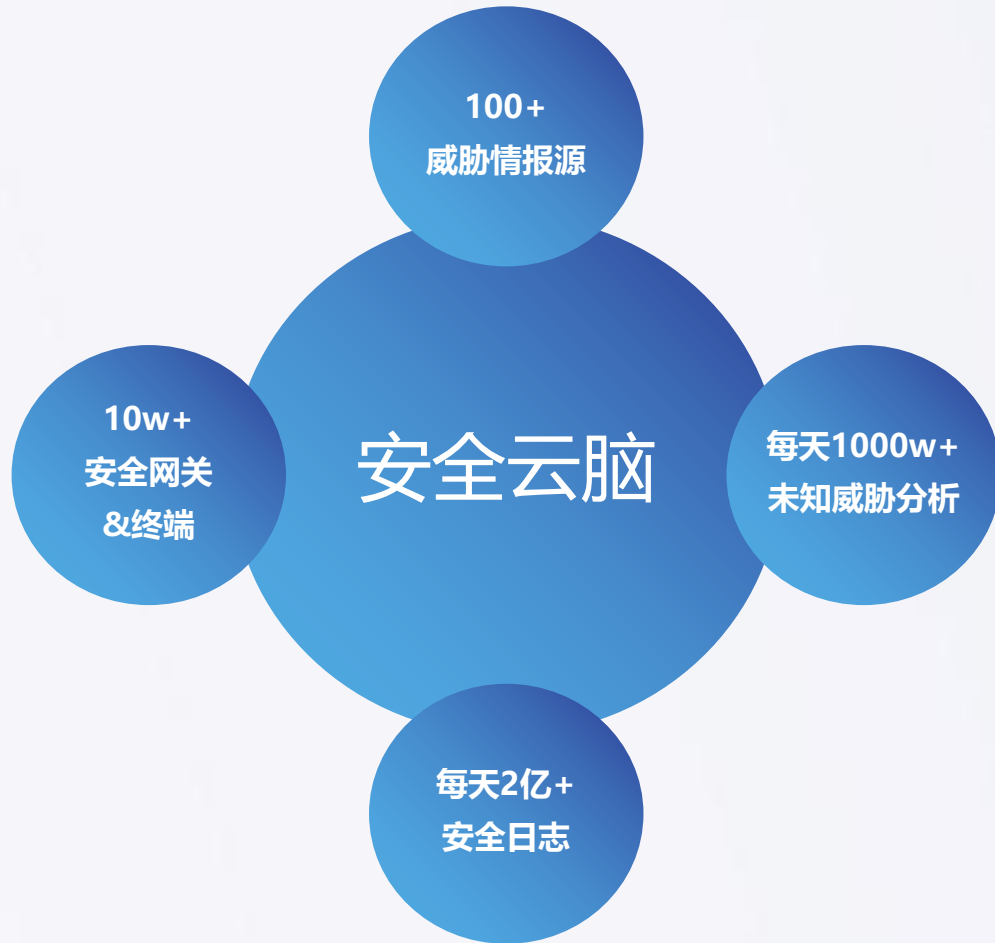 100+
威胁情报源
10w+
安全网关
&终端
安全云脑
每天1000w+
未知威胁分析
每天2亿+
安全日志